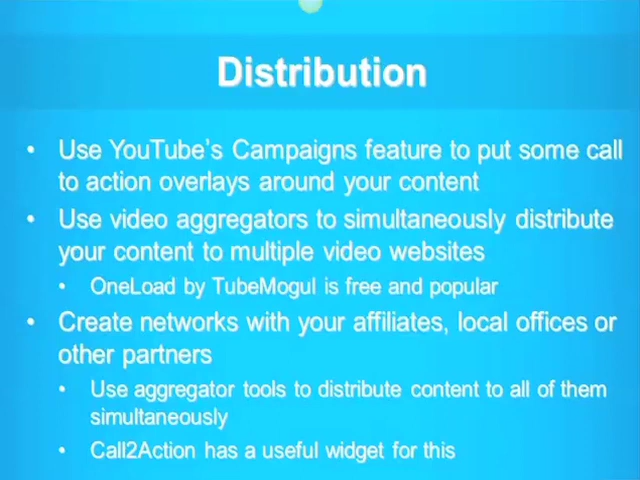 Distribution
• Use YouTube's Campaigns feature to put some call
to action overlays around your content
• Use video aggregators to simultaneously distribute
your content to multiple video websites
• OneLoad by TubeMogul is free and popular
• Create networks with your affiliates, local offices or
other partners
• Use aggregator tools to distribute content to all of them
simultaneously
• Call2Action has a useful widget for this